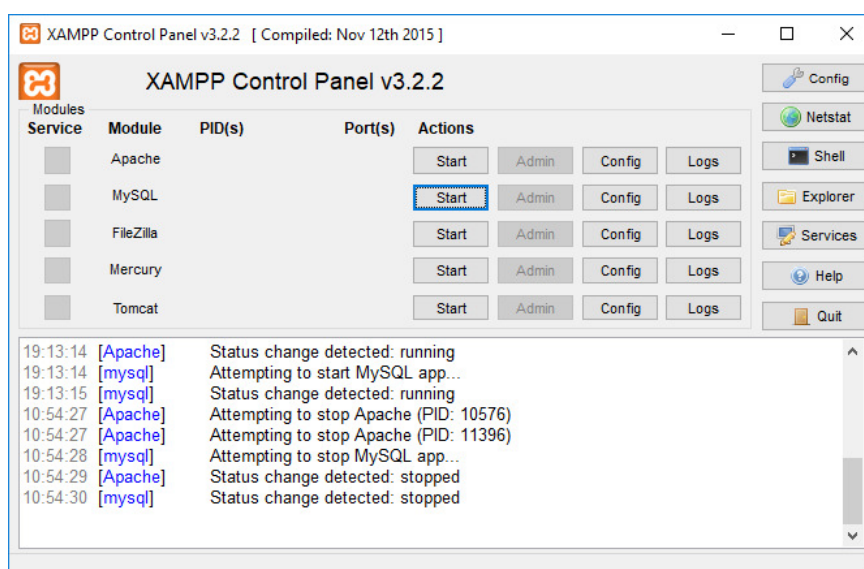 XAMPP Control Panel v3.2.2 [ Compiled: Nov 12th 2015 ]
XAMPP Control Panel v3.2.2
Config
Modules
Service Module PID(s) Port(s) Actions
Netstat
Apache Start Admin Config Logs
Shell
MySQL Start Admin Config Logs
Explorer
FileZilla Start Admin Config Logs
Services
Mercury Start Admin Config Logs
Help
Tomcat Start Admin Config Logs
Quit
19:13:14 [Apache] Status change detected: running
19:13:14 [mysql] Attempting to start MySQL app...
19:13:15 [mysql] Status change detected: running
10:54:27 [Apache] Attempting to stop Apache (PID: 10576)
10:54:27 [Apache] Attempting to stop Apache (PID: 11396)
10:54:28 [mysql] Attempting to stop MySQL app...
10:54:29 [Apache] Status change detected: stopped
10:54:30 [mysql] Status change detected: stopped